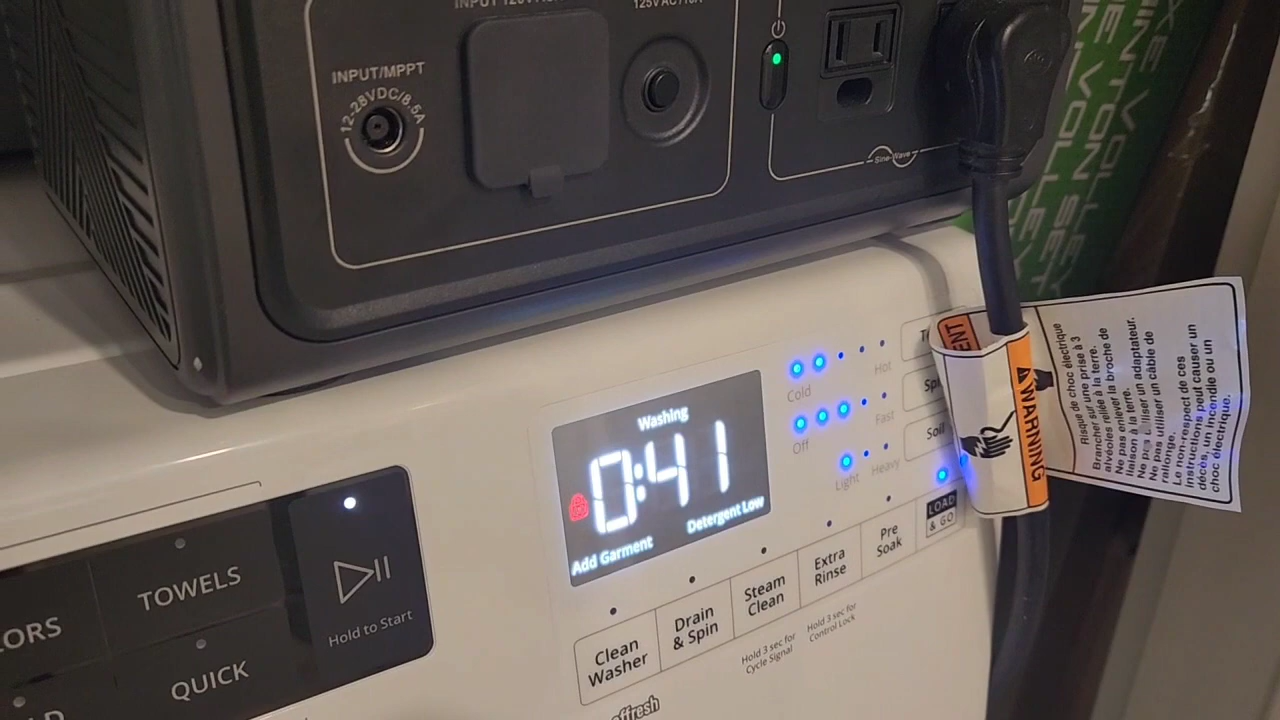 INPUT/MPPT
12-28VDC/8.5A
Sine-Wave
Washing
0:41
Add Garment
Detergent Low
Cold
Hot
Off
Fast
Light
Heavy
Soil
LOAD
& GO
Pre
Soak
Extra
Rinse
Steam
Clean
Drain
& Spin
Clean
Washer
Hold 3 sec for
Cycle Signal
Hold 3 sec for
Control Lock
TOWELS
QUICK
Hold to Start
WARNING
Risque de choc électrique
Brancher sur une prise à 3
alvéoles reliée à la terre.
Ne pas enlever la broche de
liaison à la terre.
Ne pas utiliser un adaptateur.
Ne pas utiliser un câble de
rallonge.
Le non-respect de ces
instructions peut causer un
décès, un incendie ou un
choc électrique.